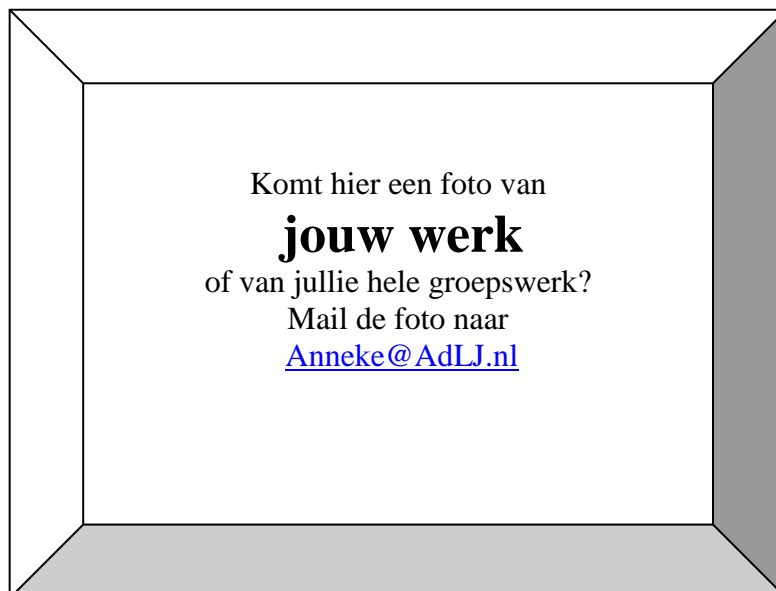 Komt hier een foto van
jouw werk
of van jullie hele groepswerk?
Mail de foto naar
Anneke@AdLJ.nl